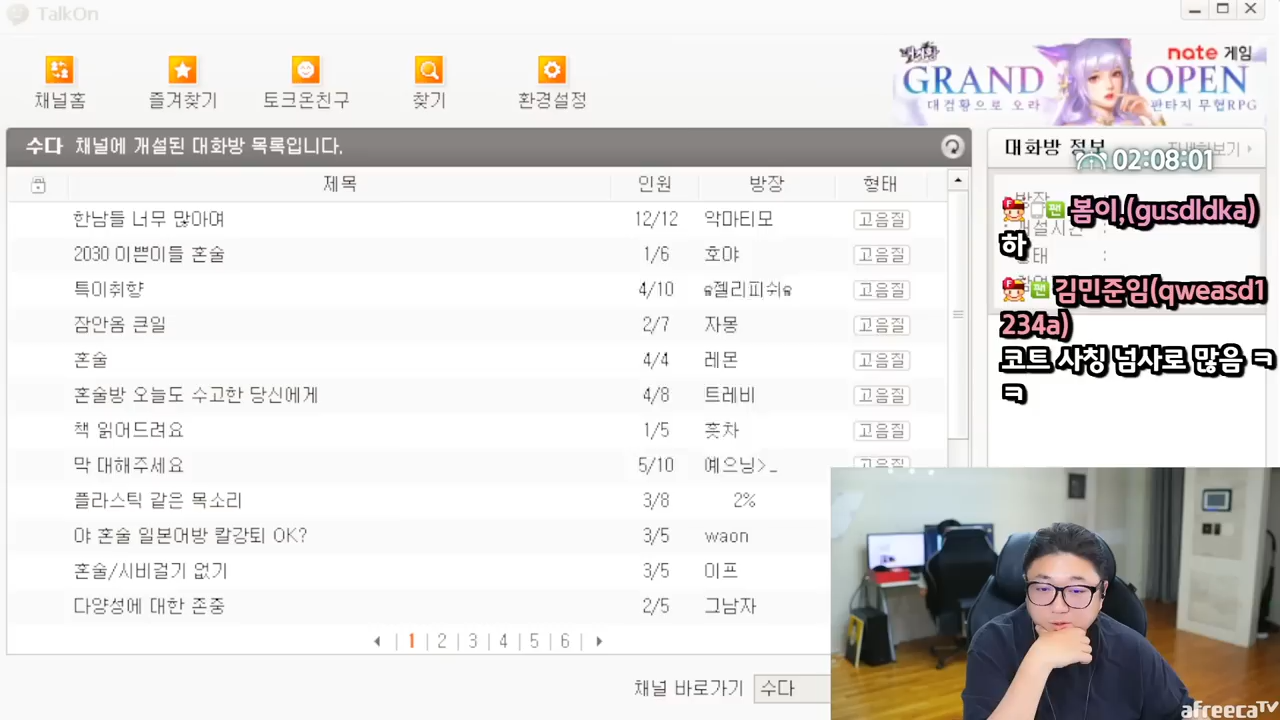 TalkOn
채널홈
즐겨찾기
토크온친구
찾기
환경설정
nate 게임
GRAND OPEN
대검황으로 오라
판타지 무협RPG
수다 채널에 개설된 대화방 목록입니다.
제목 인원 방장 형태
한남들 너무 많아여 12/12 악마티모 고음질
2030 이쁜이들 혼술 1/6 호야 고음질
특이취향 4/10 젤리피쉬 고음질
잠만옴 큰일 2/7 자몽 고음질
혼술 4/4 레몬 고음질
혼술방 오늘도 수고한 당신에게 4/8 트레비 고음질
책 읽어드려요 1/5 흣차 고음질
막 대해주세요 5/10 예으닝>_ 고음질
플라스틱 같은 목소리 3/8 2%
야 혼술 일본어방 칼강퇴 OK? 3/5 waon
혼술/시비걸기 없기 3/5 이프
다양성에 대한 존중 2/5 그남자
1 | 2 | 3 | 4 | 5 | 6
채널 바로가기 수다
대화방 정보
02:08:01
봄이,(gusdldka)
하
김민준임(qweasd1
234a)
코트 사칭 넘사로 많음 ㅋ
ㅋ
afreecaTV